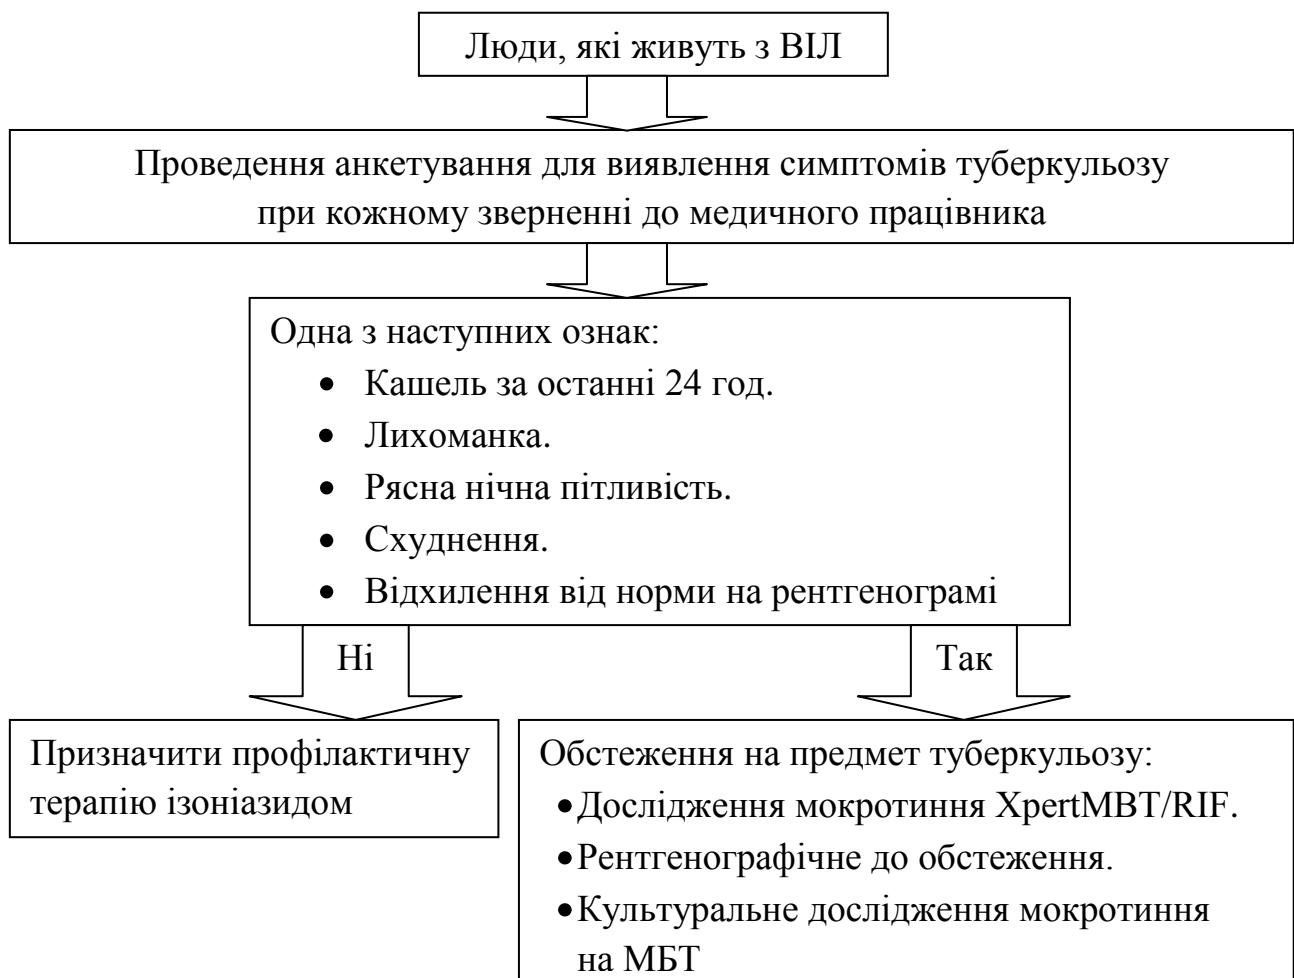 Люди, які живуть з ВІЛ
Проведення анкетування для виявлення симптомів туберкульозу
при кожному зверненні до медичного працівника
Одна з наступних ознак:
• Кашель за останні 24 год.
• Лихоманка.
• Рясна нічна пітливість.
• Схуднення.
• Відхилення від норми на рентгенограмі
Ні
Так
Призначити профілактичну
терапію ізоніазидом
Обстеження на предмет туберкульозу:
•Дослідження мокротиння XpertMBT/RIF.
•Рентгенографічне до обстеження.
•Культуральне дослідження мокротиння
на МБТ